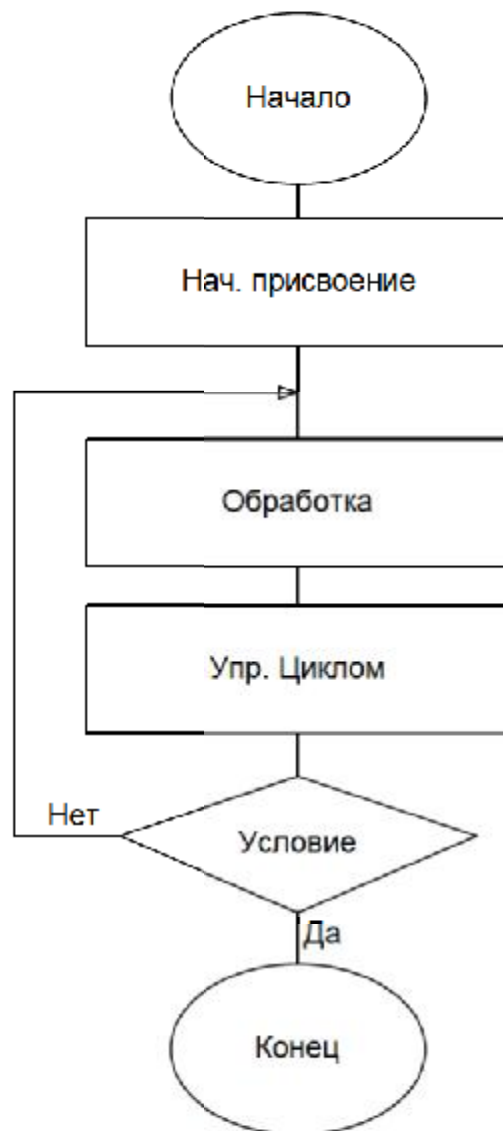 Начало
Нач. присвоение
Обработка
Упр. Циклом
Нет
Условие
Да
Конец